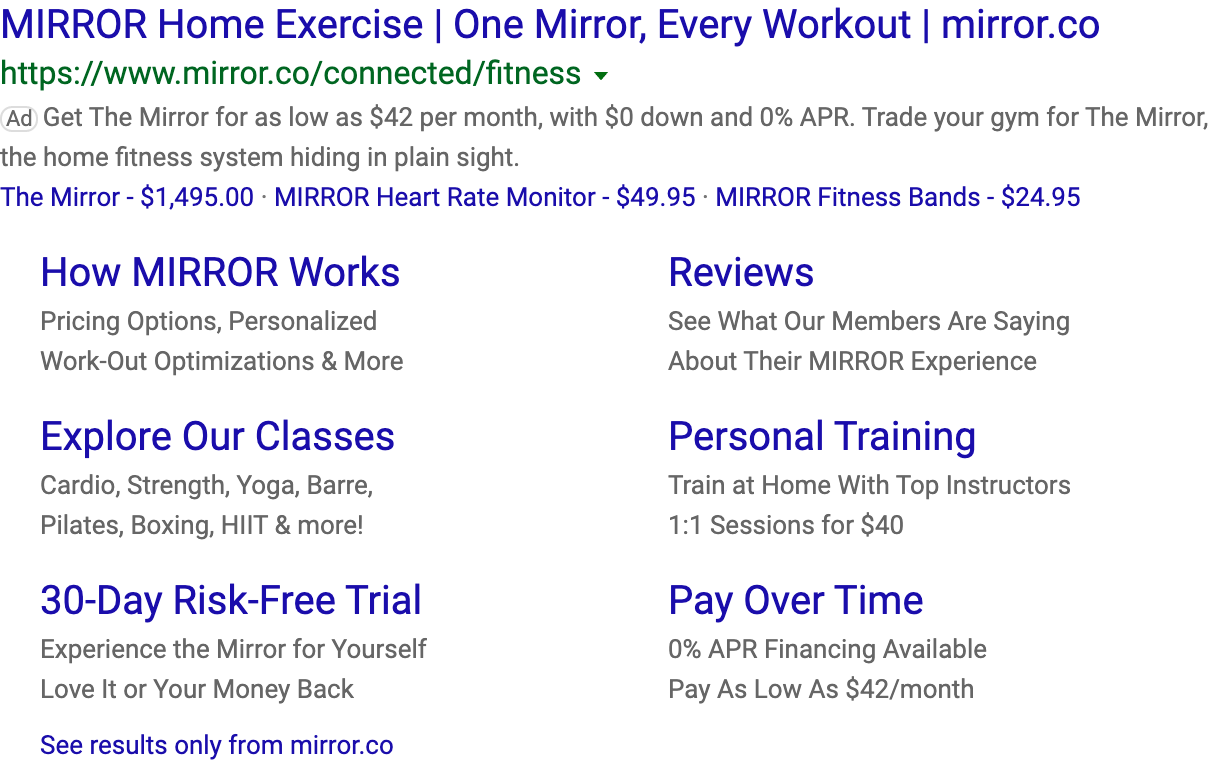 MIRROR Home Exercise | One Mirror, Every Workout | mirror.co
https://www.mirror.co/connected/fitness
Ad Get The Mirror for as low as $42 per month, with $0 down and 0% APR. Trade your gym for The Mirror,
the home fitness system hiding in plain sight.
The Mirror - $1,495.00 · MIRROR Heart Rate Monitor - $49.95 · MIRROR Fitness Bands - $24.95
How MIRROR Works
Pricing Options, Personalized
Work-Out Optimizations & More
Reviews
See What Our Members Are Saying
About Their MIRROR Experience
Explore Our Classes
Cardio, Strength, Yoga, Barre,
Pilates, Boxing, HIIT & more!
Personal Training
Train at Home With Top Instructors
1:1 Sessions for $40
30-Day Risk-Free Trial
Experience the Mirror for Yourself
Love It or Your Money Back
Pay Over Time
0% APR Financing Available
Pay As Low As $42/month
See results only from mirror.co